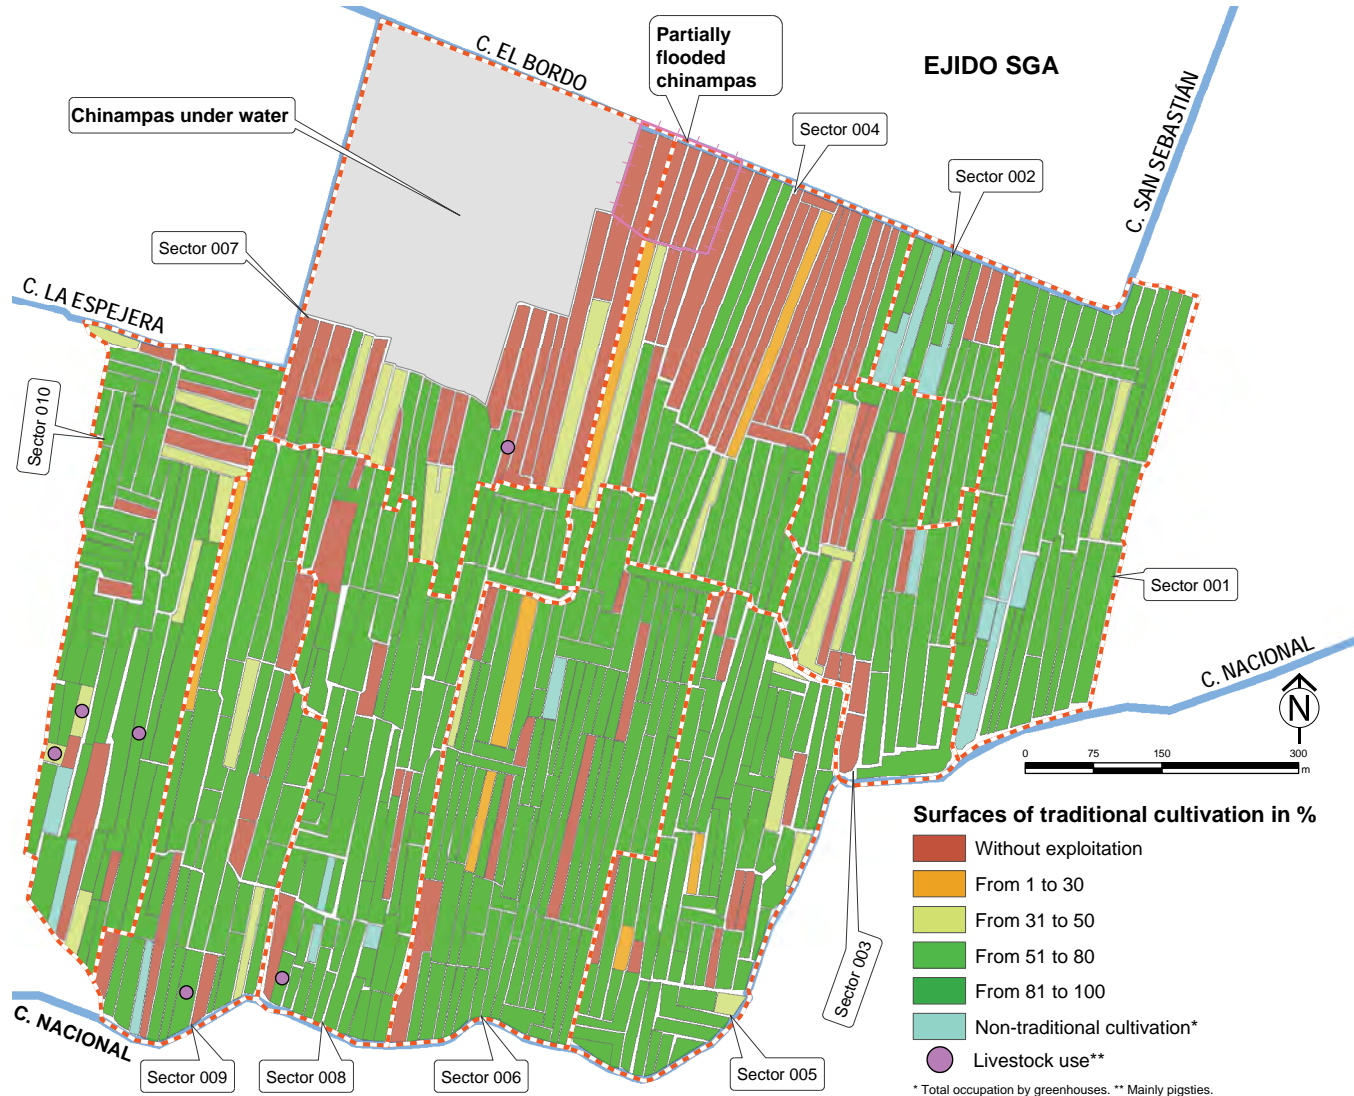 C. EL BORDO
Partially
flooded
chinampas
EJIDO SGA
C. SAN SEBASTIÁN
Chinampas under water
Sector 004
Sector 002
Sector 007
C. LA ESPEJERA
Sector 010
Sector 001
C. NACIONAL
N
0 75 150 300
m
Surfaces of traditional cultivation in %
Without exploitation
From 1 to 30
From 31 to 50
From 51 to 80
From 81 to 100
Non-traditional cultivation*
Livestock use**
* Total occupation by greenhouses. ** Mainly pigsties.
Sector 003
C. NACIONAL
Sector 009
Sector 008
Sector 006
Sector 005